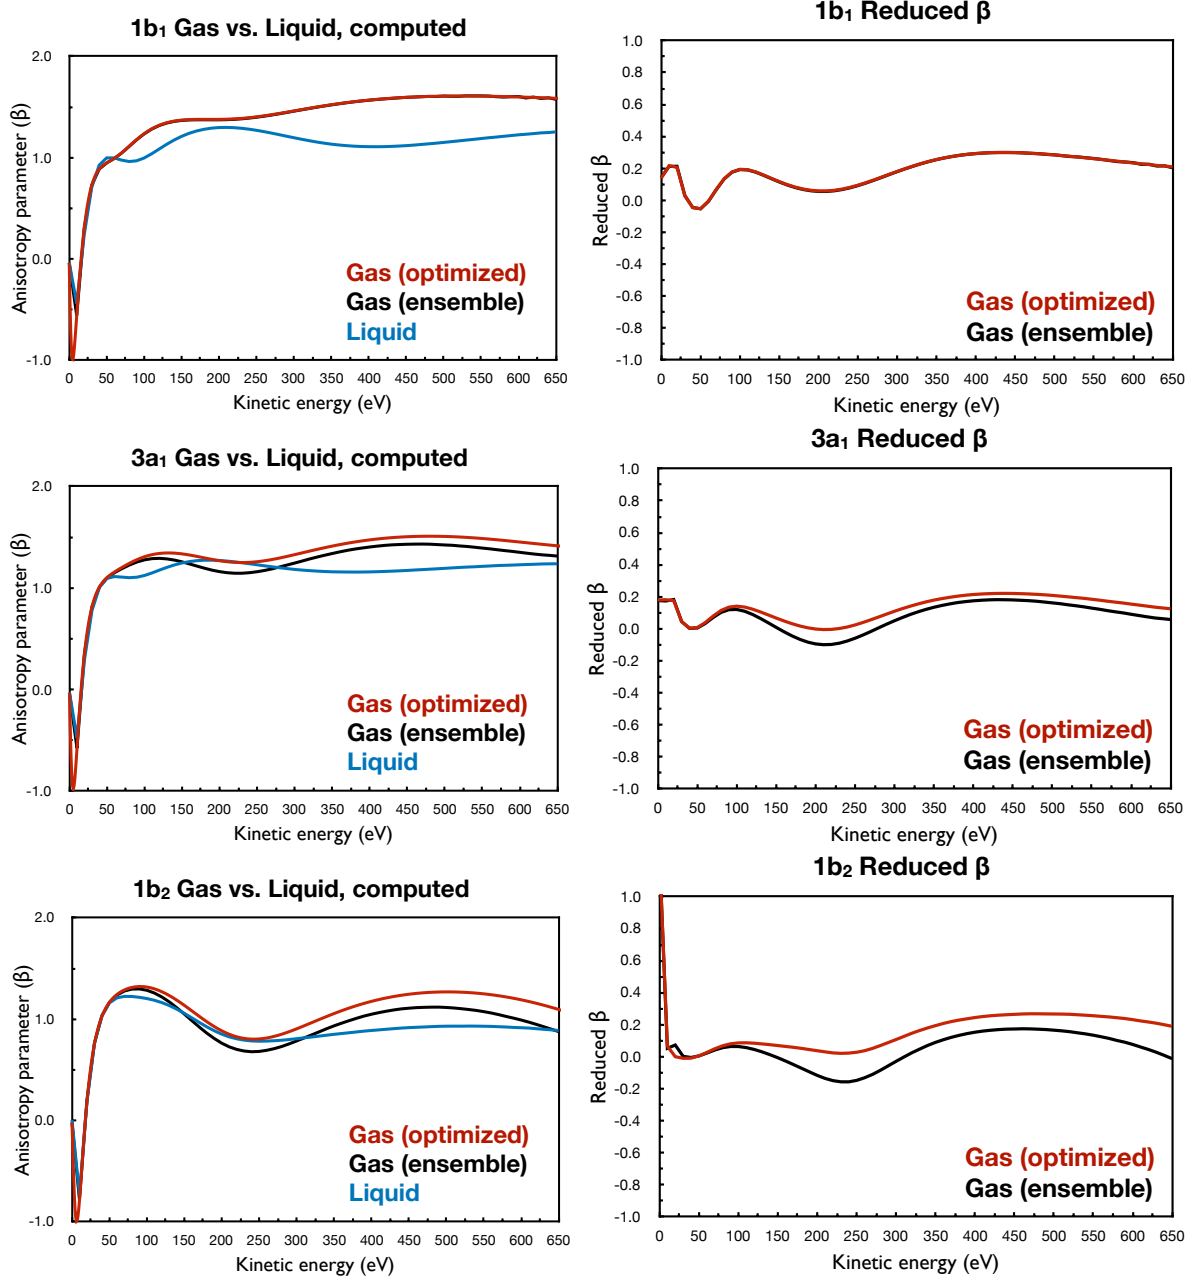 1b₁ Gas vs. Liquid, computed
Anisotropy parameter (β)
2.0
1.0
0.0
-1.0
Gas (optimized)
Gas (ensemble)
Liquid
0 50 100 150 200 250 300 350 400 450 500 550 600 650
Kinetic energy (eV)
1b₁ Reduced β
Reduced β
1.0
0.8
0.6
0.4
0.2
0.0
-0.2
-0.4
-0.6
-0.8
-1.0
Gas (optimized)
Gas (ensemble)
0 50 100 150 200 250 300 350 400 450 500 550 600 650
Kinetic energy (eV)
3a₁ Gas vs. Liquid, computed
Anisotropy parameter (β)
2.0
1.0
0.0
-1.0
Gas (optimized)
Gas (ensemble)
Liquid
0 50 100 150 200 250 300 350 400 450 500 550 600 650
Kinetic energy (eV)
3a₁ Reduced β
Reduced β
1.0
0.8
0.6
0.4
0.2
0.0
-0.2
-0.4
-0.6
-0.8
-1.0
Gas (optimized)
Gas (ensemble)
0 50 100 150 200 250 300 350 400 450 500 550 600 650
Kinetic energy (eV)
1b₂ Gas vs. Liquid, computed
Anisotropy parameter (β)
2.0
1.0
0.0
-1.0
Gas (optimized)
Gas (ensemble)
Liquid
0 50 100 150 200 250 300 350 400 450 500 550 600 650
Kinetic energy (eV)
1b₂ Reduced β
Reduced β
1.0
0.8
0.6
0.4
0.2
0.0
-0.2
-0.4
-0.6
-0.8
-1.0
Gas (optimized)
Gas (ensemble)
0 50 100 150 200 250 300 350 400 450 500 550 600 650
Kinetic energy (eV)